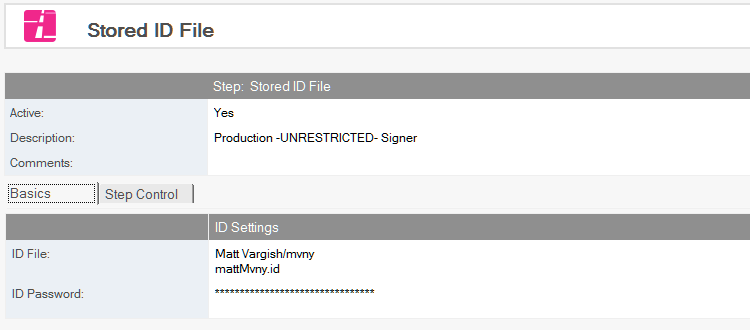 Stored ID File
Step: Stored ID File
Active: Yes
Description: Production -UNRESTRICTED- Signer
Comments:
Basics Step Control
ID Settings
ID File: Matt Vargish/mvny
mattMvny.id
ID Password: ********************************